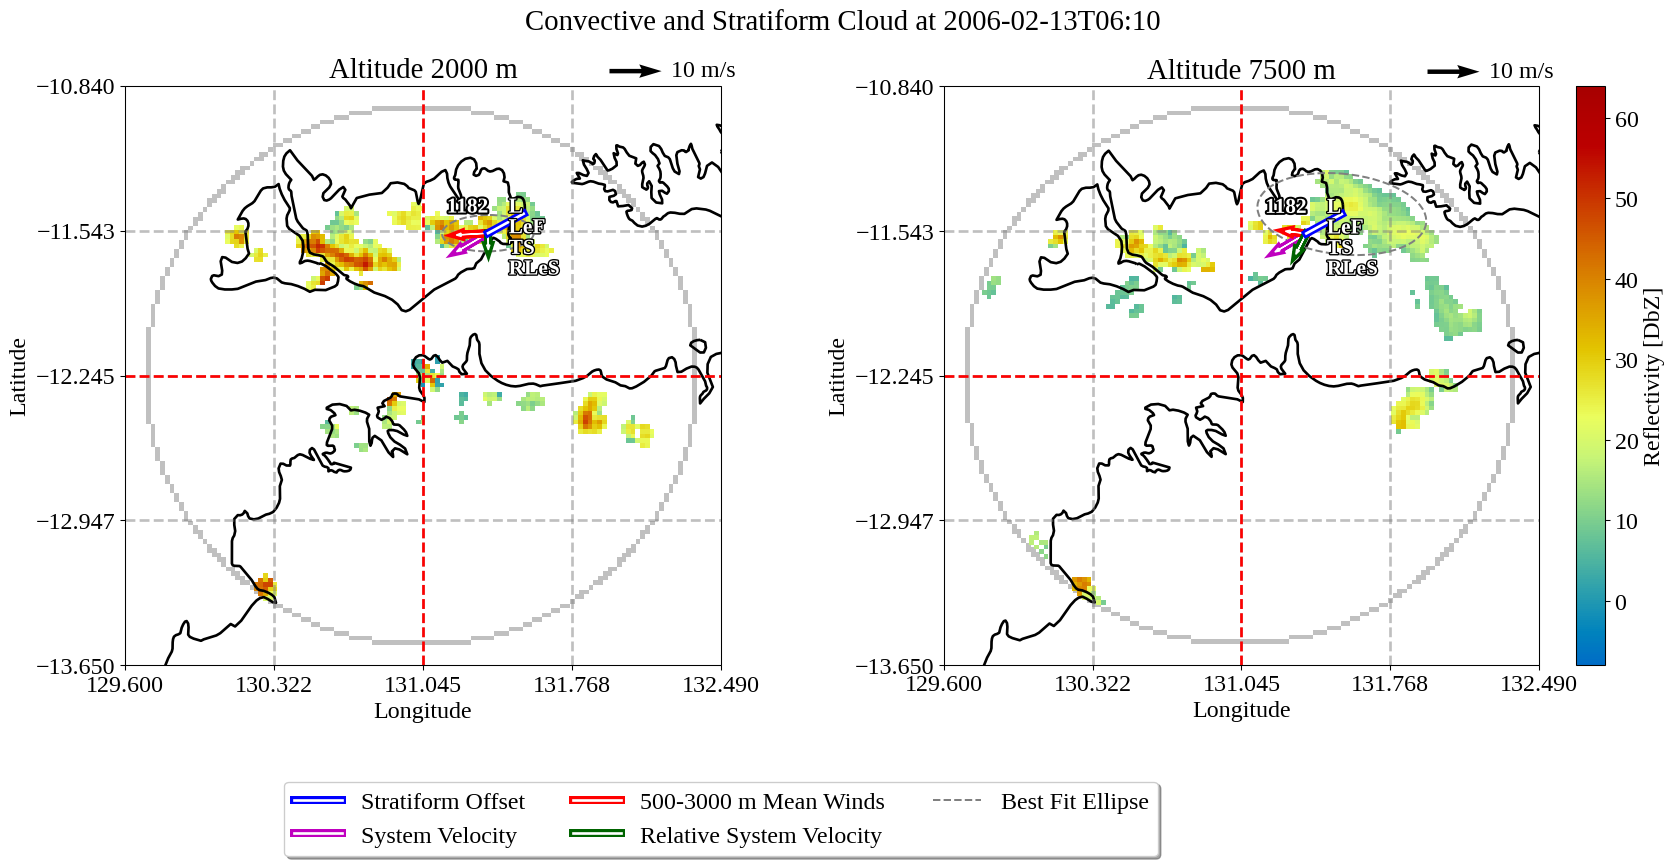 Convective and Stratiform Cloud at 2006-02-13T06:10
Altitude 2000 m
10 m/s
−10.840
−11.543
−12.245
−12.947
−13.650
129.600
130.322
131.045
131.768
132.490
Latitude
Longitude
1182
L
LeF
TS
RLeS
Altitude 7500 m
10 m/s
−10.840
−11.543
−12.245
−12.947
−13.650
129.600
130.322
131.045
131.768
132.490
Latitude
Longitude
1182
L
LeF
TS
RLeS
60
50
40
30
20
10
0
Reflectivity [DbZ]
Stratiform Offset
System Velocity
500-3000 m Mean Winds
Relative System Velocity
Best Fit Ellipse